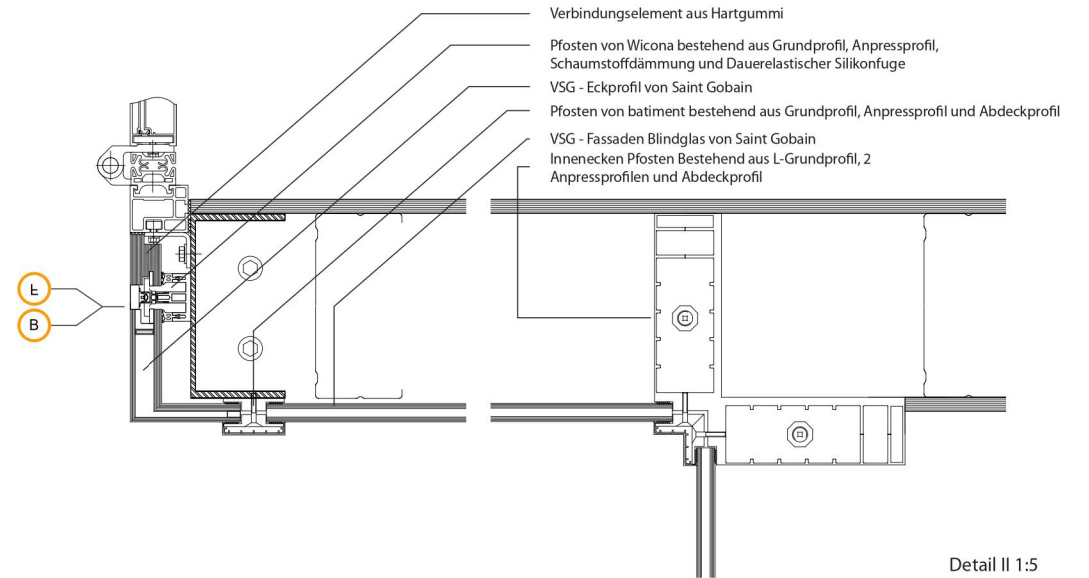 Verbindungselement aus Hartgummi
Pfosten von Wicona bestehend aus Grundprofil, Anpressprofil,
Schaumstoffdämmung und Dauerelastischer Silikonfuge
VSG - Eckprofil von Saint Gobain
Pfosten von batiment bestehend aus Grundprofil, Anpressprofil und Abdeckprofil
VSG - Fassaden Blindglas von Saint Gobain
Innenecken Pfosten Bestehend aus L-Grundprofil, 2
Anpressprofilen und Abdeckprofil
B
Detail II 1:5